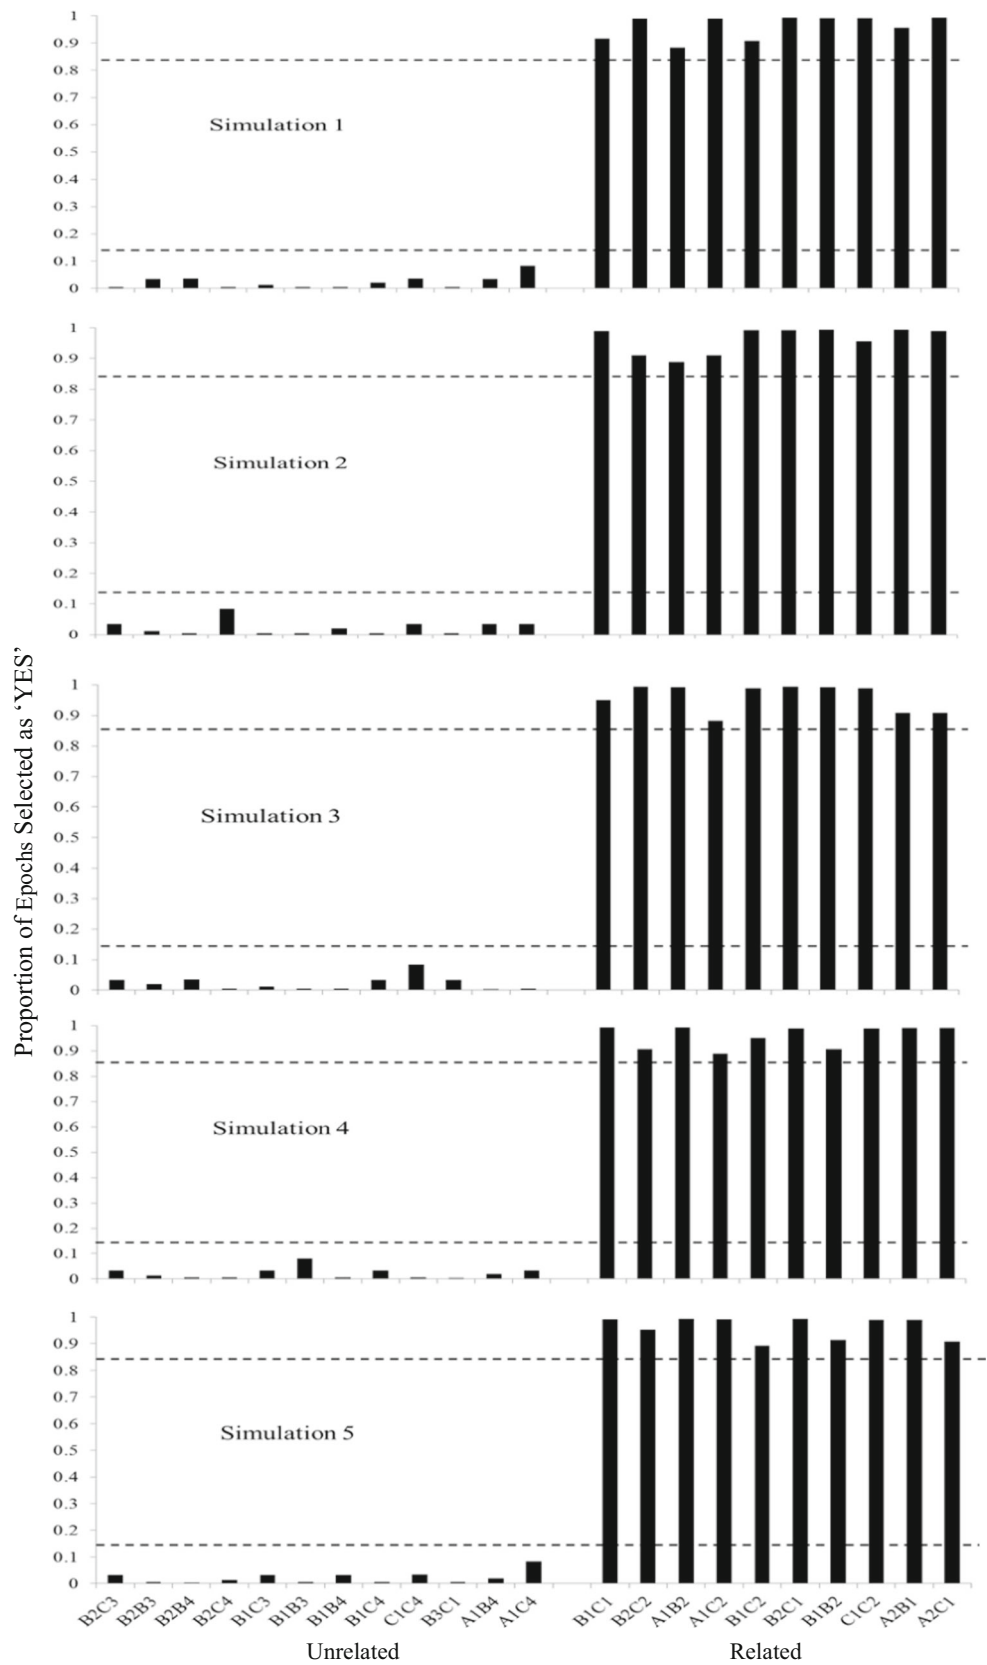 Proportion of Epochs Selected as ‘YES’
1
0.9
0.8
0.7
0.6
0.5
0.4
0.3
0.2
0.1
0
Simulation 1
1
0.9
0.8
0.7
0.6
0.5
0.4
0.3
0.2
0.1
0
Simulation 2
1
0.9
0.8
0.7
0.6
0.5
0.4
0.3
0.2
0.1
0
Simulation 3
1
0.9
0.8
0.7
0.6
0.5
0.4
0.3
0.2
0.1
0
Simulation 4
1
0.9
0.8
0.7
0.6
0.5
0.4
0.3
0.2
0.1
0
Simulation 5
B2C3
B2B3
B2B4
B2C4
B1C3
B1B3
B1B4
B1C4
C1C4
B3C1
A1B4
A1C4
B1C1
B2C2
A1B2
A1C2
B1C2
B2C1
B1B2
C1C2
A2B1
A2C1
Unrelated
Related